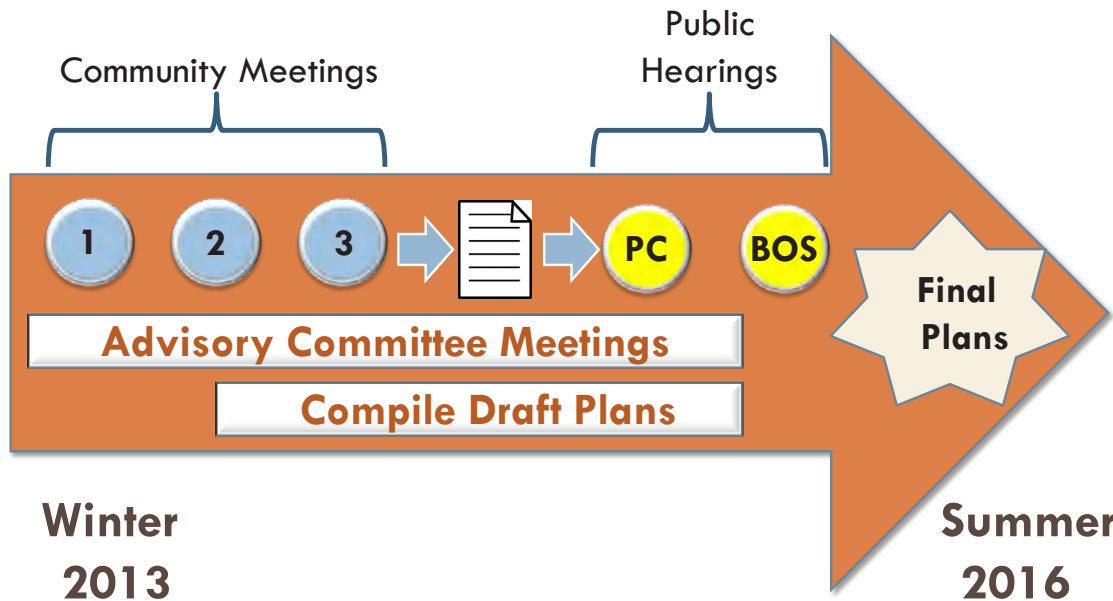 Public
Hearings
Community Meetings
1
2
3
PC
BOS
Final
Plans
Advisory Committee Meetings
Compile Draft Plans
Winter
2013
Summer
2016